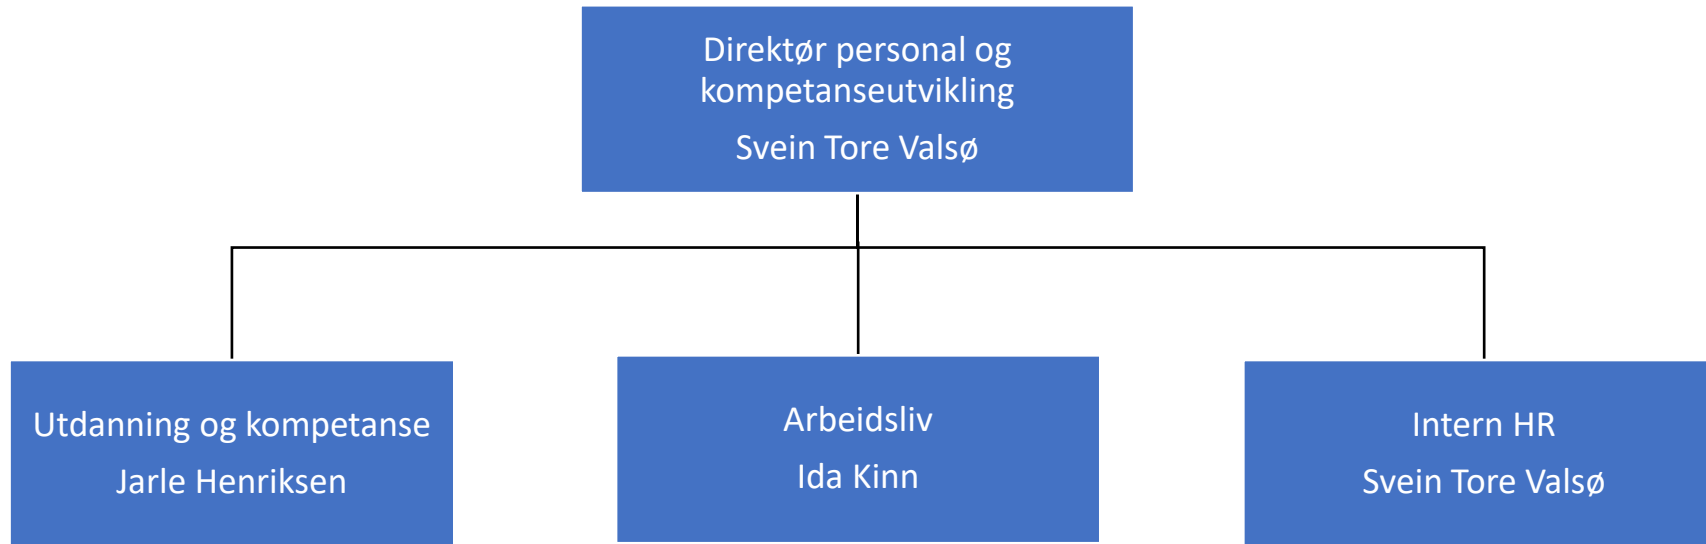 Direktør personal og
kompetanseutvikling
Svein Tore Valsø
Utdanning og kompetanse
Jarle Henriksen
Arbeidsliv
Ida Kinn
Intern HR
Svein Tore Valsø